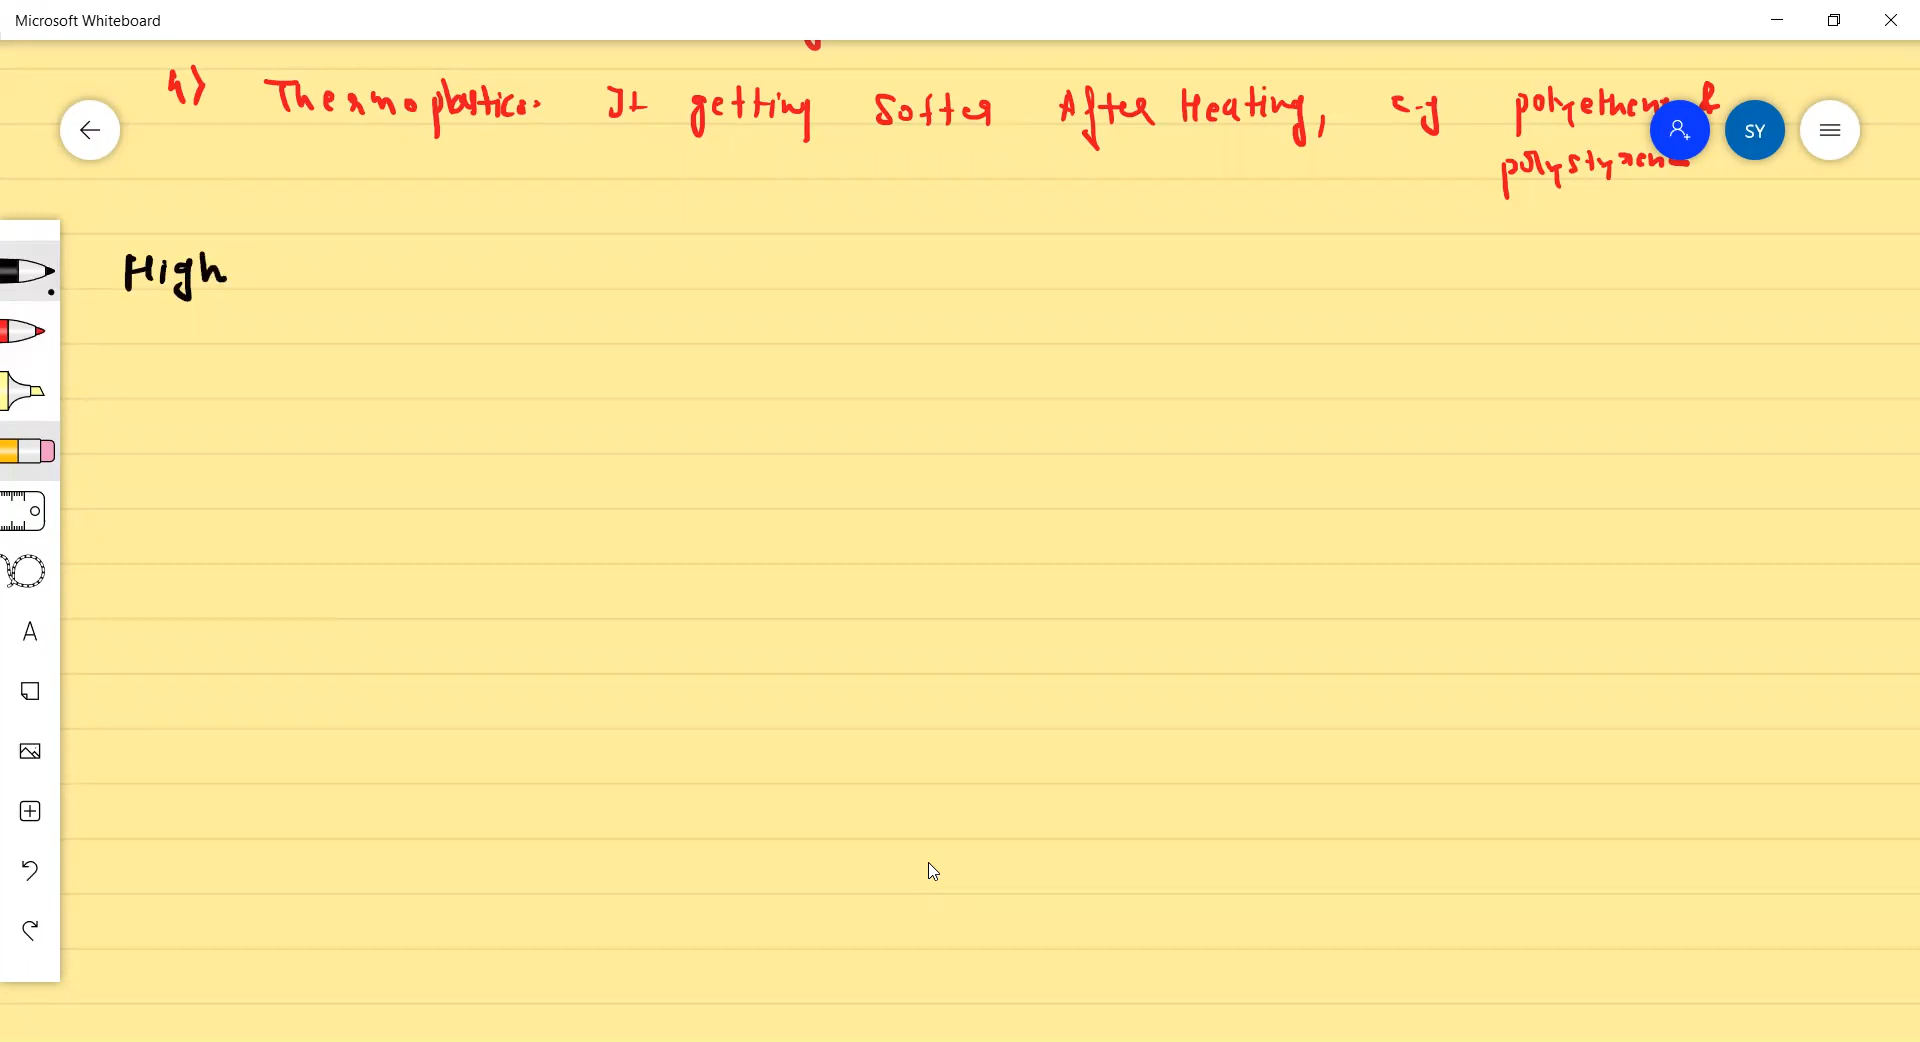 Microsoft Whiteboard
4) Thermoplastics. It getting Softer After Heating, e-g polyethene &
polystyrene
SY
High
A